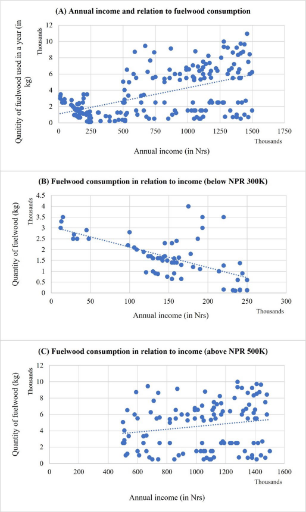 (A) Annual income and relation to fuelwood consumption
Quntity of fuelwood used in a year (in
kg)
Thousands
12
10
8
6
4
2
0
0 250 500 750 1000 1250 1500 1750
Annual income (in Nrs)
Thousands
(B) Fuelwood consumption in relation to income (below NPR 300K)
Quantity of fuelwood (kg)
Thousands
4.5
4
3.5
3
2.5
2
1.5
1
0.5
0
0 50 100 150 200 250 300
Annual income (in Nrs)
Thousands
(C) Fuelwood consumption in relation to income (above NPR 500K)
Quantity of fuelwood (kg)
Thousands
12
10
8
6
4
2
0
0 200 400 600 800 1000 1200 1400 1600
Thousands
Annual income (in Nrs)